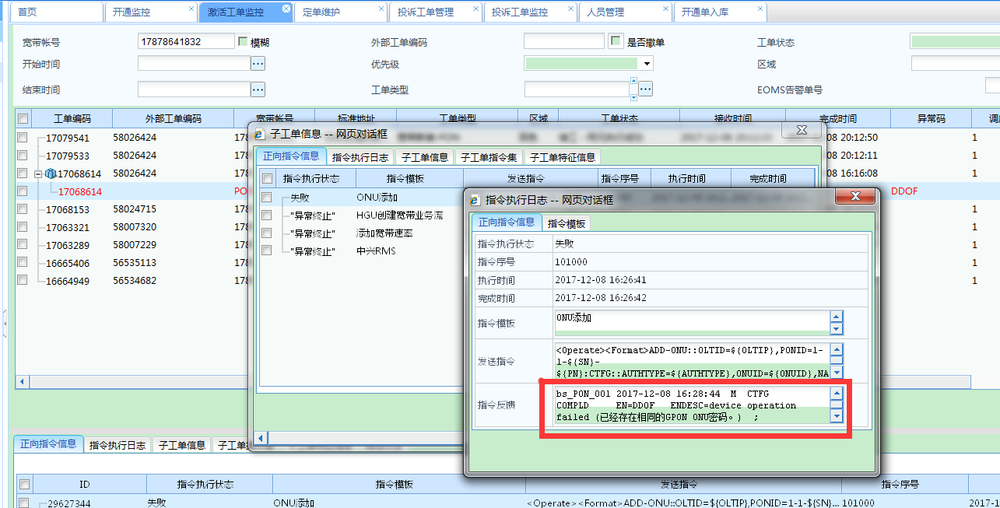 首页 开通监控 激活工单监控 定单维护 投诉工单管理 投诉工单监控 人员管理 开通单入库
宽带帐号 17878641832 模糊 外部工单编码 是否撤单 工单状态
开始时间 优先级 区域
结束时间 工单类型 EOMS告警单号
工单编码 外部工单编码 宽带帐号 标准地址 工单类型 区域 工单状态 接收时间 完成时间 异常码
17079541 58026424 178 08 20:12:50 1
17079533 58026424 178 08 20:12:11 1
17068614 58026424 178 08 16:16:08 1
17068614 PO DDOF
17068153 58024715 178 1
17063321 58007320 178 1
17063289 58007229 178 1
16665406 56535113 178 1
16664949 56534682 178 1
子工单信息 -- 网页对话框
正向指令信息 指令执行日志 子工单信息 子工单指令集 子工单特征信息
指令执行状态 指令模板 发送指令 指令序号 执行时间 完成时间
失败 ONU添加
"异常终止" HGU创建宽带业务流
"异常终止" 添加宽带速率
"异常终止" 中兴RMS
指令执行日志 -- 网页对话框
正向指令信息 指令模板
指令执行状态 失败
指令序号 101000
执行时间 2017-12-08 16:26:41
完成时间 2017-12-08 16:26:42
指令模板 ONU添加
发送指令 <Operate><Format>ADD-ONU::OLTID=${OLTIP},PONID=1-
1-${SN}-
${PN}:CTFG::AUTHTYPE=${AUTHTYPE},ONUID=${ONUID},NA
指令反馈 bs_PON_001 2017-12-08 16:28:44 M CTFG
COMPLD EN=DDOF ENDESC=device operation
failed (已经存在相同的GPON ONU密码。) ;
正向指令信息 指令执行日志 子工单信息
ID 指令执行状态 指令模板 发送指令 指令序号
29627344 失败 ONU添加 <Operate><Format>ADD-ONU::OLTID=${OLTIP},PONID=1-1-${SN}... 101000 2017-1